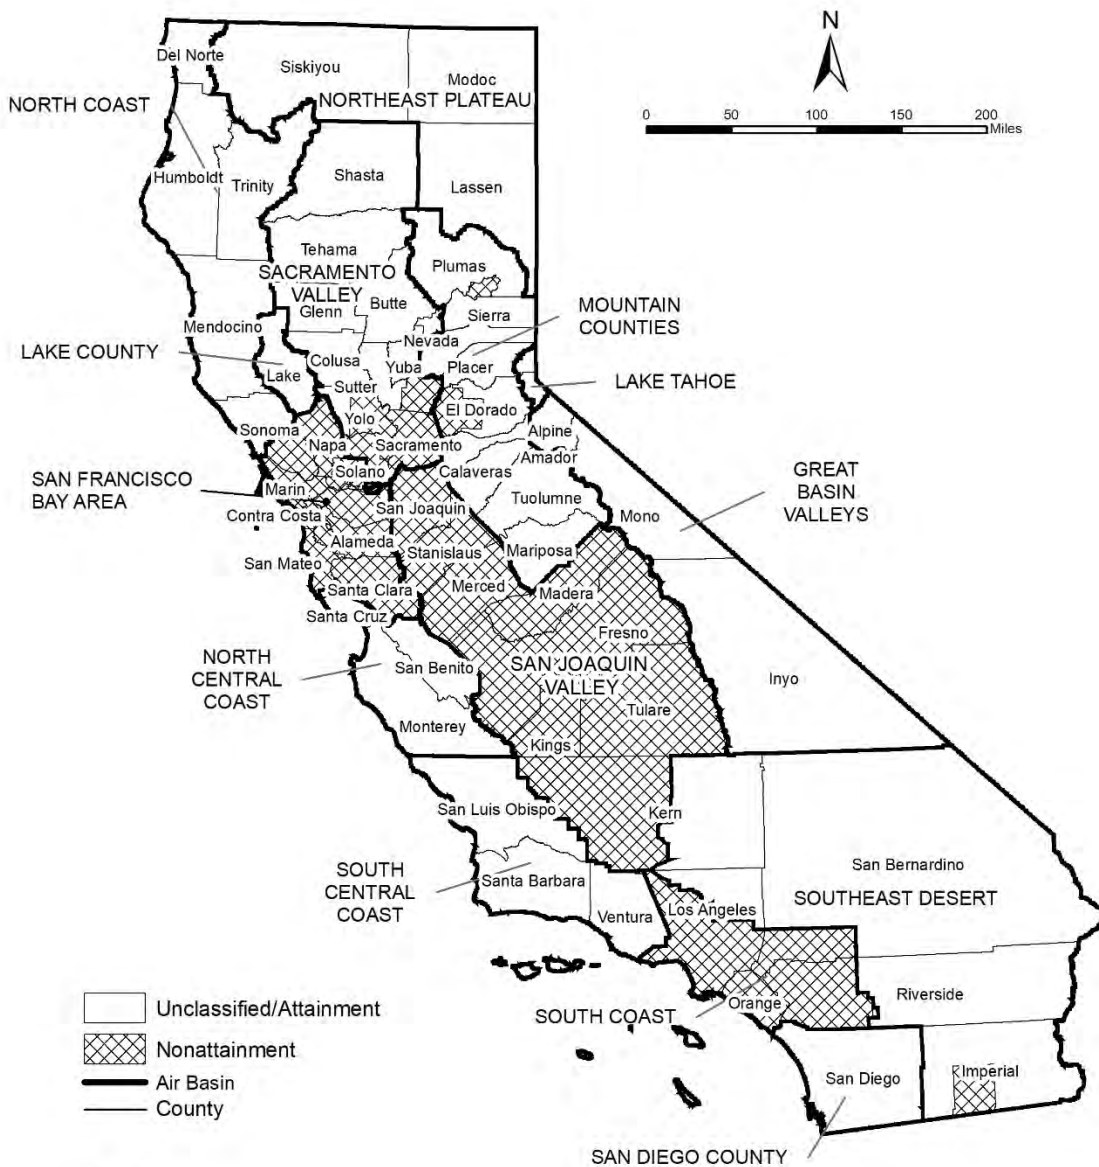 N
0 50 100 150 200
Miles
Del Norte
Siskiyou
Modoc
NORTH COAST
NORTHEAST PLATEAU
Humboldt
Trinity
Shasta
Lassen
Tehama
SACRAMENTO
VALLEY
Plumas
Butte
Glenn
Sierra
MOUNTAIN
COUNTIES
Mendocino
Nevada
LAKE COUNTY
Colusa
Lake
Yuba
Placer
LAKE TAHOE
Sutter
El Dorado
Yolo
Sonoma
Napa
Sacramento
Alpine
Amador
Solano
Calaveras
SAN FRANCISCO
BAY AREA
Marin
Tuolumne
GREAT
BASIN
VALLEYS
Contra Costa
San Joaquin
Mono
Alameda
Stanislaus
Mariposa
San Mateo
Merced
Santa Clara
Madera
Santa Cruz
Fresno
NORTH
CENTRAL
COAST
San Benito
SAN JOAQUIN
VALLEY
Inyo
Tulare
Monterey
Kings
San Luis Obispo
Kern
San Bernardino
SOUTH
CENTRAL
COAST
Santa Barbara
SOUTHEAST DESERT
Ventura
Los Angeles
Riverside
Orange
SOUTH COAST
Unclassified/Attainment
Nonattainment
Air Basin
County
San Diego
Imperial
SAN DIEGO COUNTY